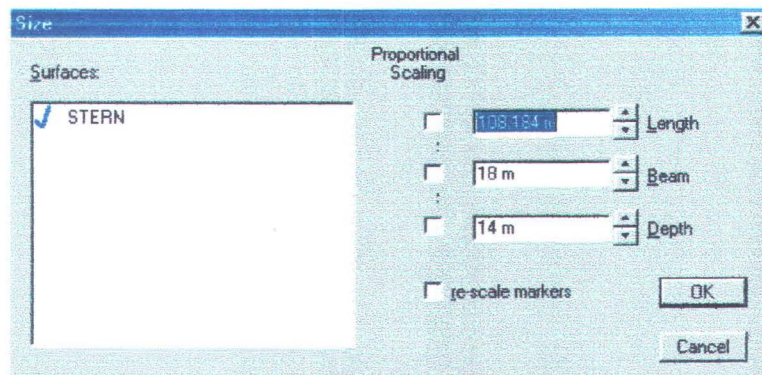 Size
Surfaces:
Proportional
Scaling
STERN
108.184 m
Length
:
18 m
Beam
:
14 m
Depth
re-scale markers
OK
Cancel